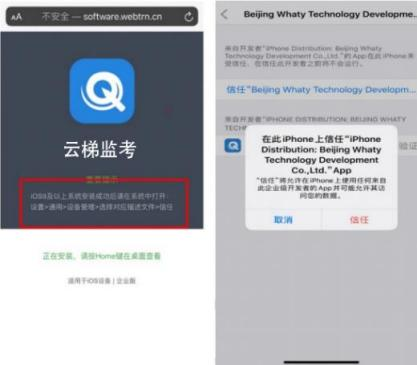 AA 不安全 — software.webtrn.cn
云梯监考
重要提示
iOS9及以上系统安装成功后请在系统中打开
设置>通用>设备管理>选择对应描述文件>信任
正在安装，请按Home键在桌面查看
适用于iOS设备 | 企业版
Beijing Whaty Technology Developme...
来自开发者"iPhone Distribution: Beijing Whaty
Technology Development Co., Ltd."的 App在此iPhone未
受信任。在信任此开发者之前将不会运行。
信任"Beijing Whaty Technology Developm...
来自开发者"IPHONE DISTRIBUTION: BEIJING WHATY
TECH
验证
在此 iPhone 上信任"iPhone
Distribution: Beijing Whaty
Technology Development
Co., Ltd."App
"信任"将允许在 iPhone 上使用任何来自
此企业级开发者的 App 并可能允许其访
问您的数据。
取消
信任